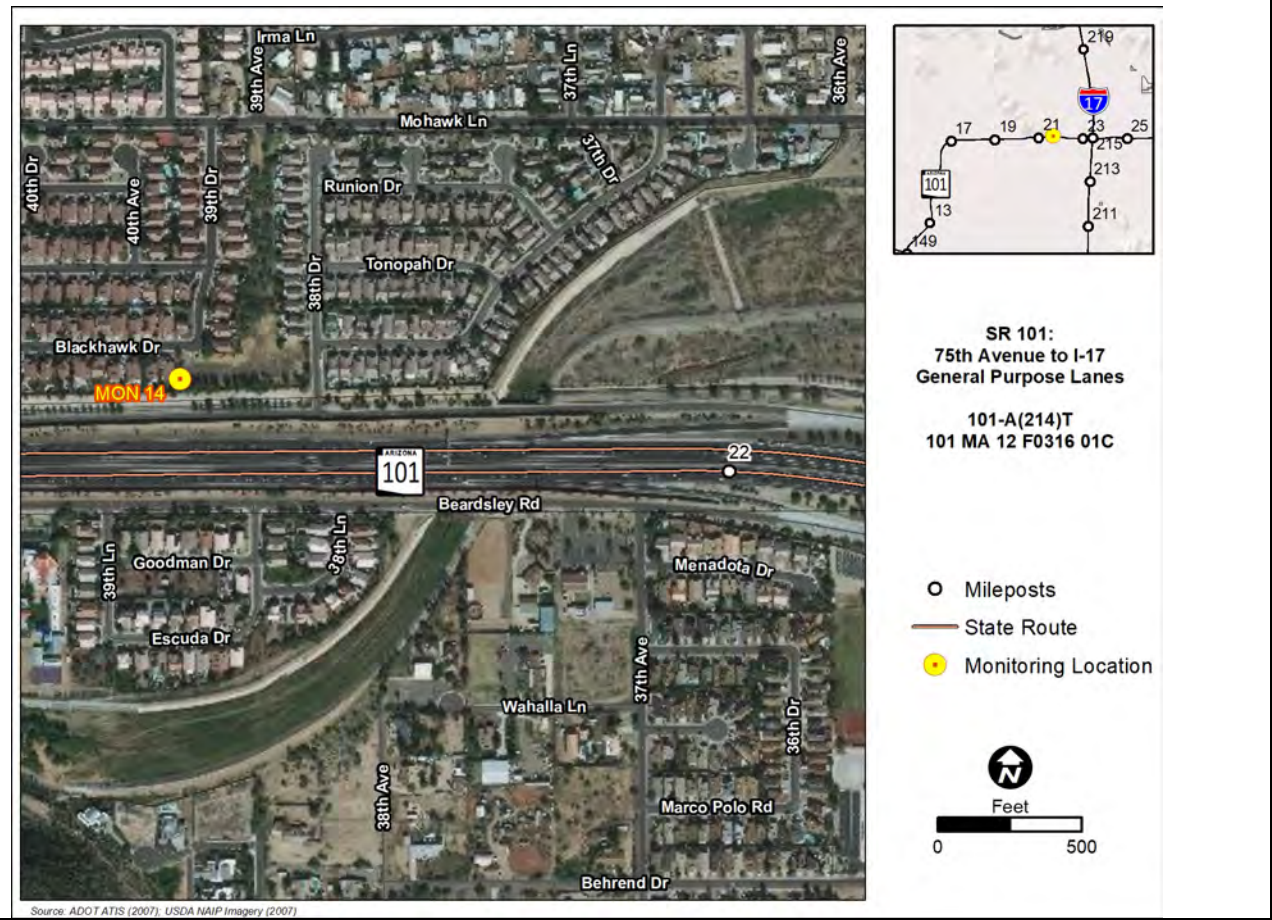 Irma Ln
39th Ave
37th Ln
36th Ave
Mohawk Ln
37th Dr
40th Dr
40th Ave
39th Dr
Runion Dr
Tonopah Dr
38th Dr
Blackhawk Dr
MON 14
ARIZONA
101
22
Beardsley Rd
39th Ln
Goodman Dr
38th Ln
Menadota Dr
Escuda Dr
37th Ave
Wahalla Ln
36th Dr
38th Ave
Marco Polo Rd
Behrend Dr
Source: ADOT ATIS (2007); USDA NAIP Imagery (2007)
219
17
17
19
21
23
25
215
ARIZONA
101
213
13
211
149
SR 101:
75th Avenue to I-17
General Purpose Lanes
101-A(214)T
101 MA 12 F0316 01C
Mileposts
State Route
Monitoring Location
N
Feet
0 500